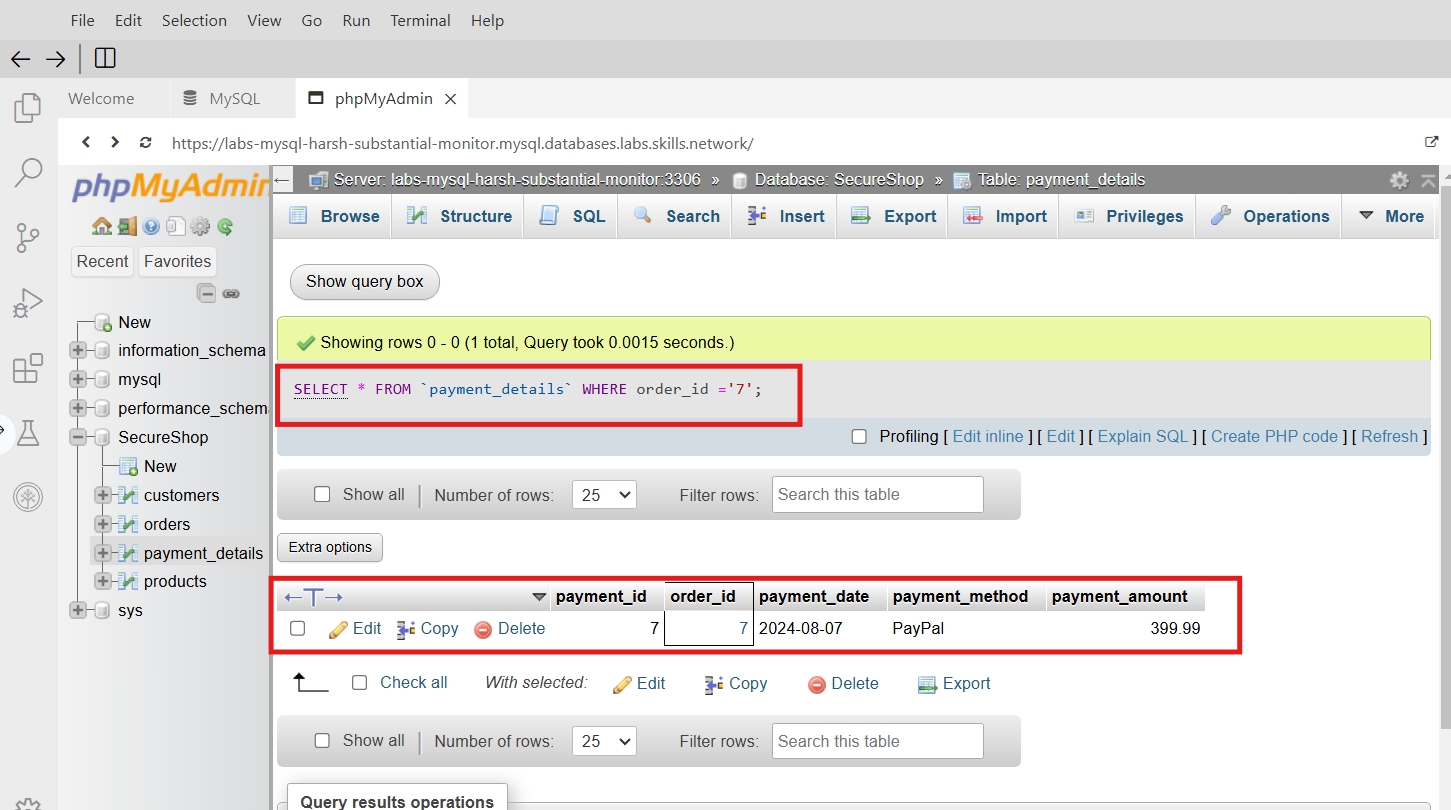 File Edit Selection View Go Run Terminal Help
Welcome MySQL phpMyAdmin
https://labs-mysql-harsh-substantial-monitor.mysql.databases.labs.skills.network/
phpMyAdmin
Server: labs-mysql-harsh-substantial-monitor:3306 » Database: SecureShop » Table: payment_details
Browse Structure SQL Search Insert Export Import Privileges Operations More
Recent Favorites
New
information_schema
mysql
performance_schema
SecureShop
New
customers
orders
payment_details
products
sys
Show query box
Showing rows 0 - 0 (1 total, Query took 0.0015 seconds.)
SELECT * FROM `payment_details` WHERE order_id ='7';
Profiling [ Edit inline ] [ Edit ] [ Explain SQL ] [ Create PHP code ] [ Refresh ]
Show all Number of rows: 25 Filter rows: Search this table
Extra options
payment_id order_id payment_date payment_method payment_amount
Edit Copy Delete 7 7 2024-08-07 PayPal 399.99
Check all With selected: Edit Copy Delete Export
Show all Number of rows: 25 Filter rows: Search this table
Query results operations